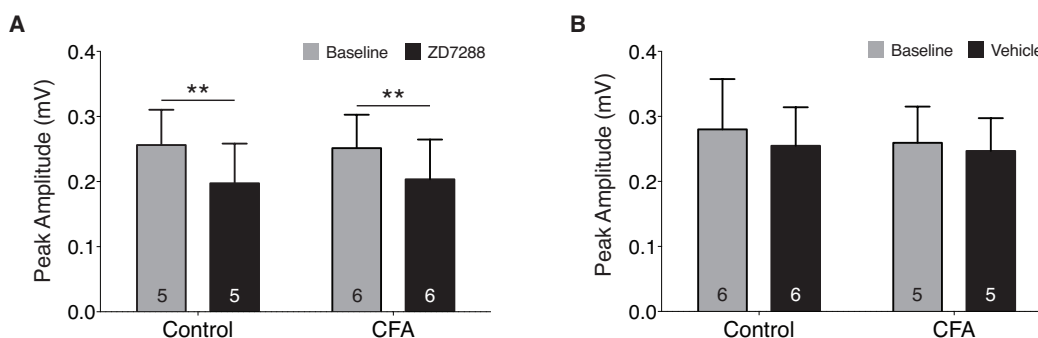 A
Baseline ZD7288
Peak Amplitude (mV)
0.4
0.3
0.2
0.1
0.0
**
**
5
5
6
6
Control
CFA
B
Baseline Vehicle
Peak Amplitude (mV)
0.4
0.3
0.2
0.1
0.0
6
6
5
5
Control
CFA